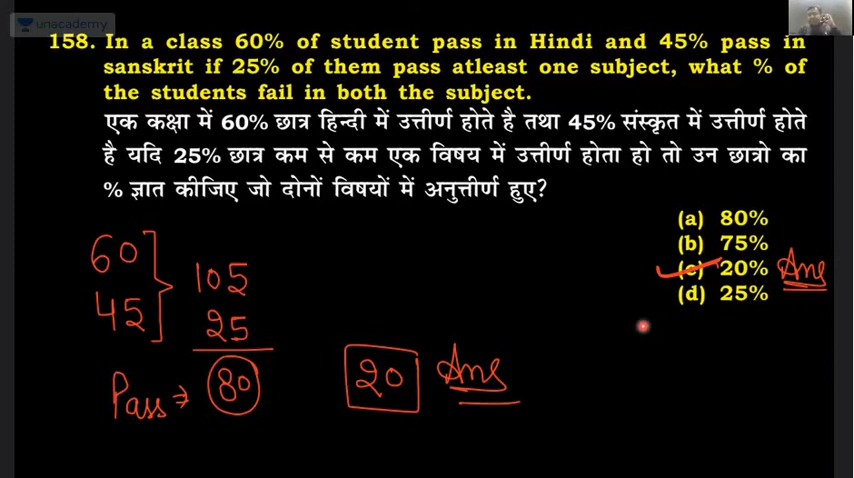 unacademy
158. In a class 60% of student pass in Hindi and 45% pass in
sanskrit if 25% of them pass atleast one subject, what % of
the students fail in both the subject.
एक कक्षा में 60% छात्र हिन्दी में उत्तीर्ण होते है तथा 45% संस्कृत में उत्तीर्ण होते
है यदि 25% छात्र कम से कम एक विषय में उत्तीर्ण होता हो तो उन छात्रो का
% ज्ञात कीजिए जो दोनों विषयों में अनुत्तीर्ण हुए?
(a) 80%
(b) 75%
(c) 20% Ans
(d) 25%
60
45
105
25
Pass ⇒ 80
20 Ans